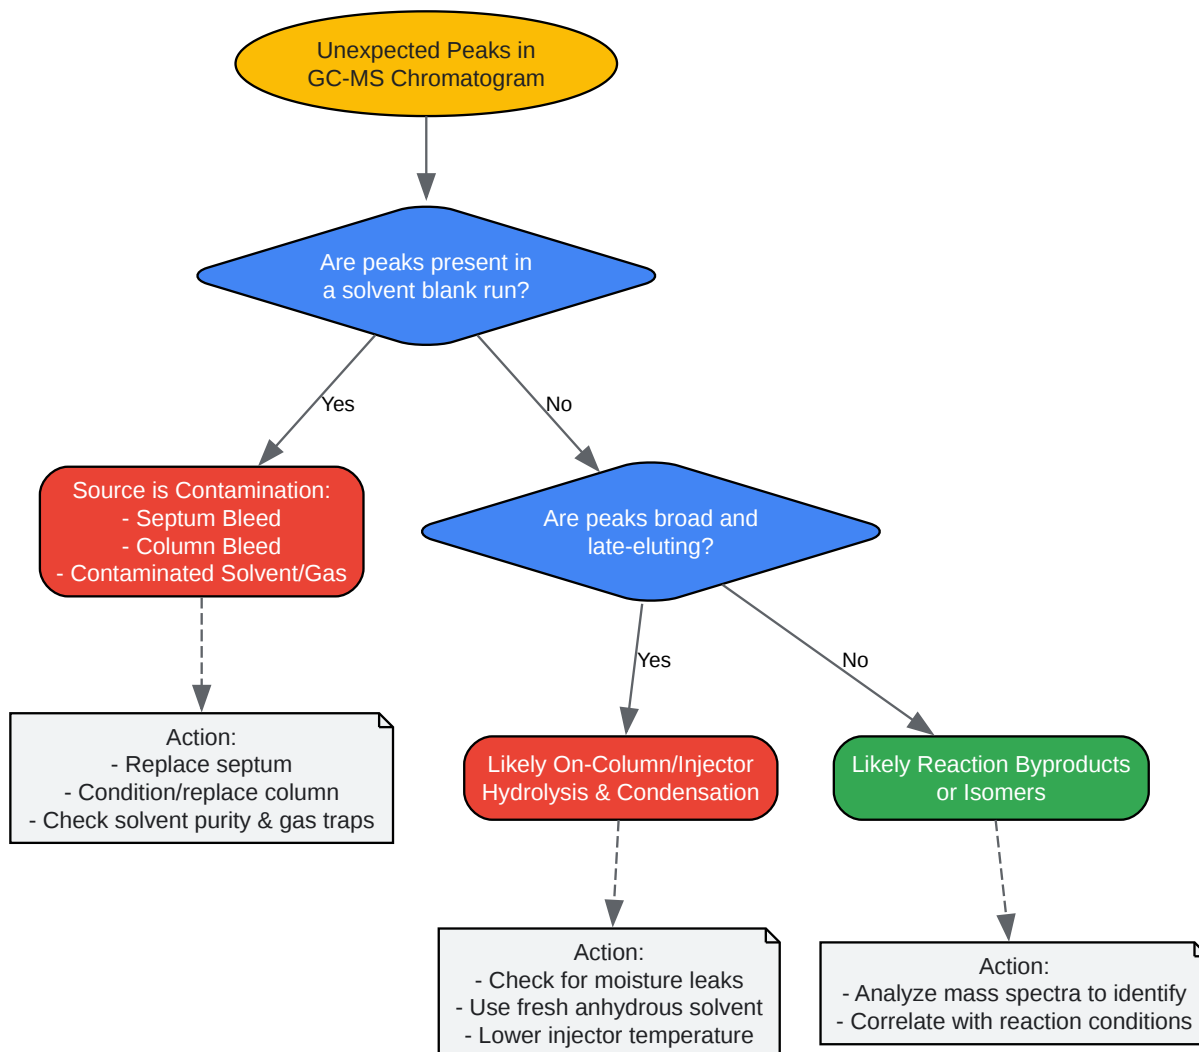 Unexpected Peaks in
GC-MS Chromatogram
Are peaks present in
a solvent blank run?
Yes
No
Source is Contamination:
- Septum Bleed
- Column Bleed
- Contaminated Solvent/Gas
Are peaks broad and
late-eluting?
Yes
No
Action:
- Replace septum
- Condition/replace column
- Check solvent purity & gas traps
Likely On-Column/Injector
Hydrolysis & Condensation
Likely Reaction Byproducts
or Isomers
Action:
- Check for moisture leaks
- Use fresh anhydrous solvent
- Lower injector temperature
Action:
- Analyze mass spectra to identify
- Correlate with reaction conditions